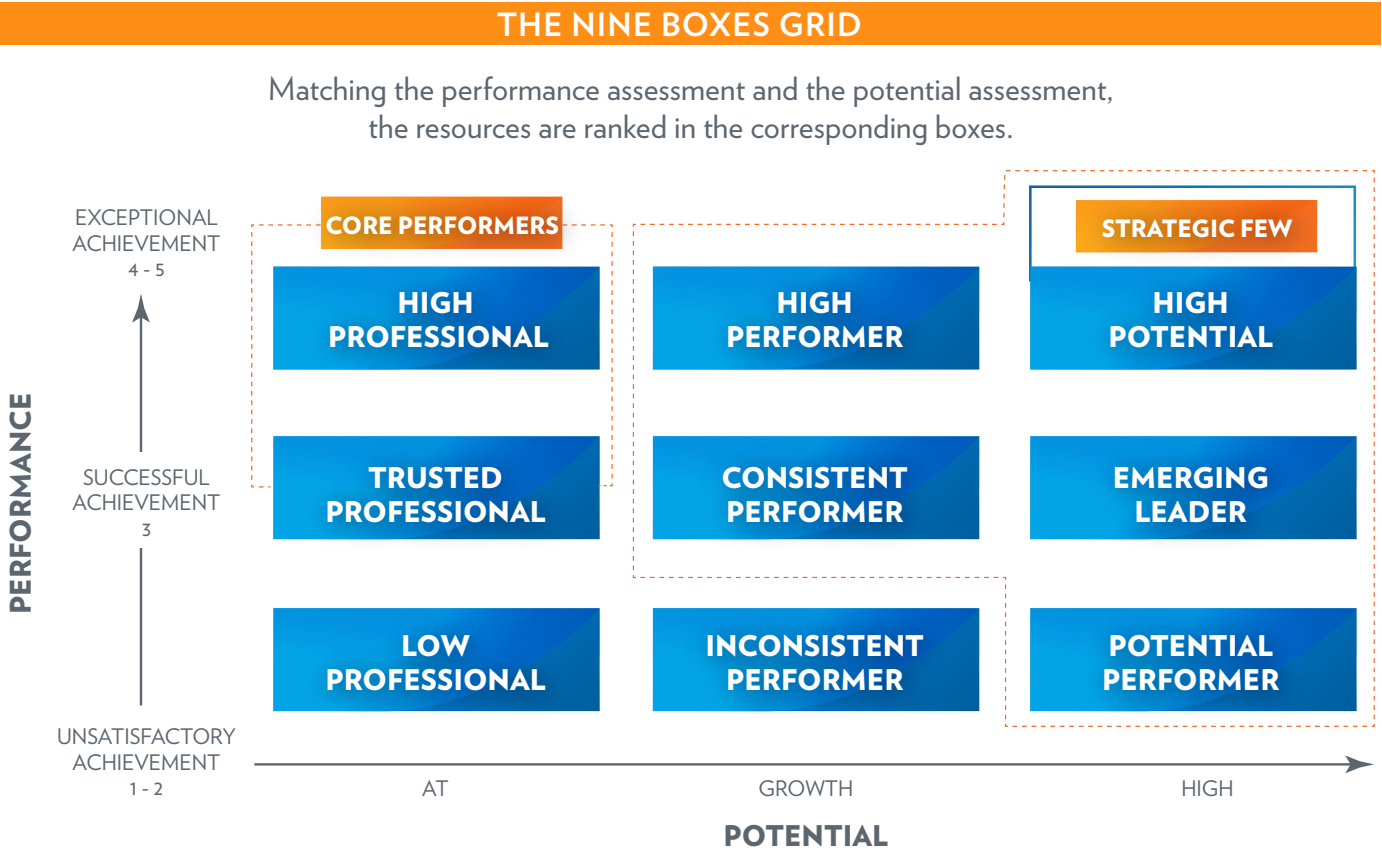 THE NINE BOXES GRID
Matching the performance assessment and the potential assessment,
the resources are ranked in the corresponding boxes.
EXCEPTIONAL
ACHIEVEMENT
4 - 5
CORE PERFORMERS
STRATEGIC FEW
HIGH
PROFESSIONAL
HIGH
PERFORMER
HIGH
POTENTIAL
PERFORMANCE
SUCCESSFUL
ACHIEVEMENT
3
TRUSTED
PROFESSIONAL
CONSISTENT
PERFORMER
EMERGING
LEADER
LOW
PROFESSIONAL
INCONSISTENT
PERFORMER
POTENTIAL
PERFORMER
UNSATISFACTORY
ACHIEVEMENT
1 - 2
AT
GROWTH
HIGH
POTENTIAL